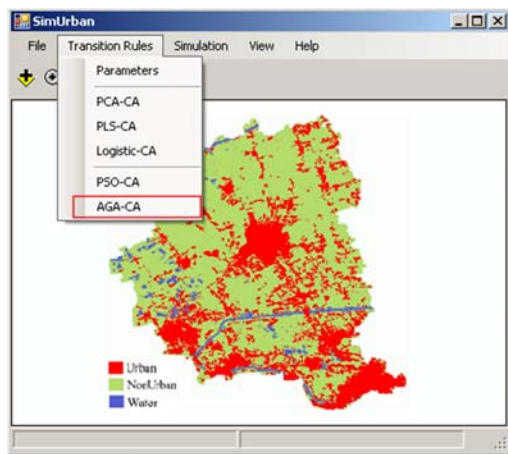 SimUrban
File Transition Rules Simulation View Help
Parameters
PCA-CA
PLS-CA
Logistic-CA
PSO-CA
AGA-CA
Urban
NonUrban
Water